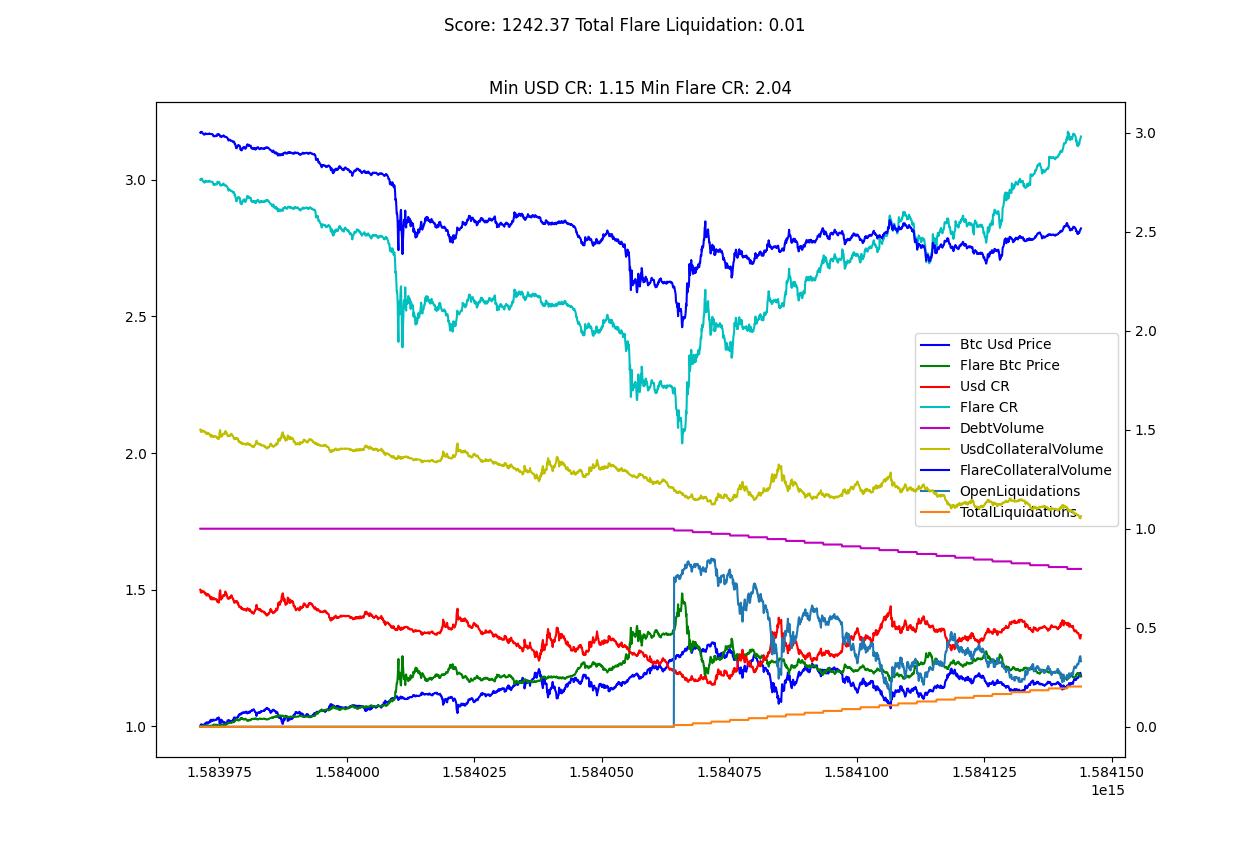 Score: 1242.37 Total Flare Liquidation: 0.01
Min USD CR: 1.15 Min Flare CR: 2.04
3.0
2.5
2.0
1.5
1.0
3.0
2.5
2.0
1.5
1.0
0.5
0.0
Btc Usd Price
Flare Btc Price
Usd CR
Flare CR
DebtVolume
UsdCollateralVolume
FlareCollateralVolume
OpenLiquidations
TotalLiquidations
1.583975 1.584000 1.584025 1.584050 1.584075 1.584100 1.584125 1.584150
1e15